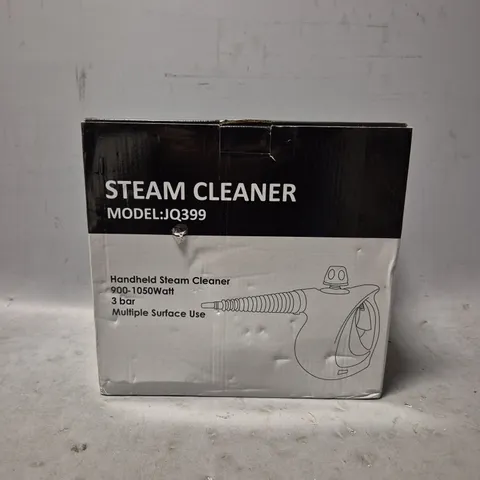 STEAM CLEANER
MODEL:JQ399
Handheld Steam Cleaner
900-1050Watt
3 bar
Multiple Surface Use